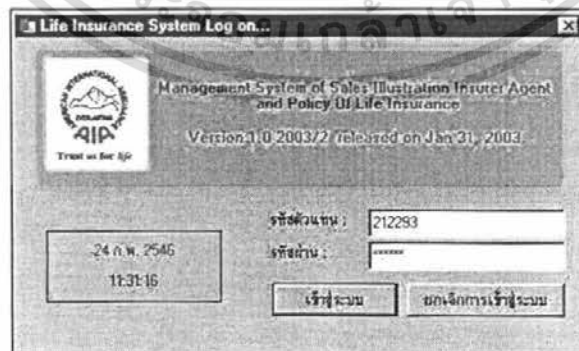 Life Insurance System Log on...
AMERICAN INTERNATIONAL ASSURANCE
AIA
Trust us for life
Management System of Sales Illustration Insurer Agent
and Policy Of Life Insurance
Version 1.0 2003/2 released on Jan 31, 2003.
24 ก.พ. 2546
11:31:16
รหัสตัวแทน :
212293
รหัสผ่าน :
******
เข้าสู่ระบบ
ยกเลิกการเข้าสู่ระบบ